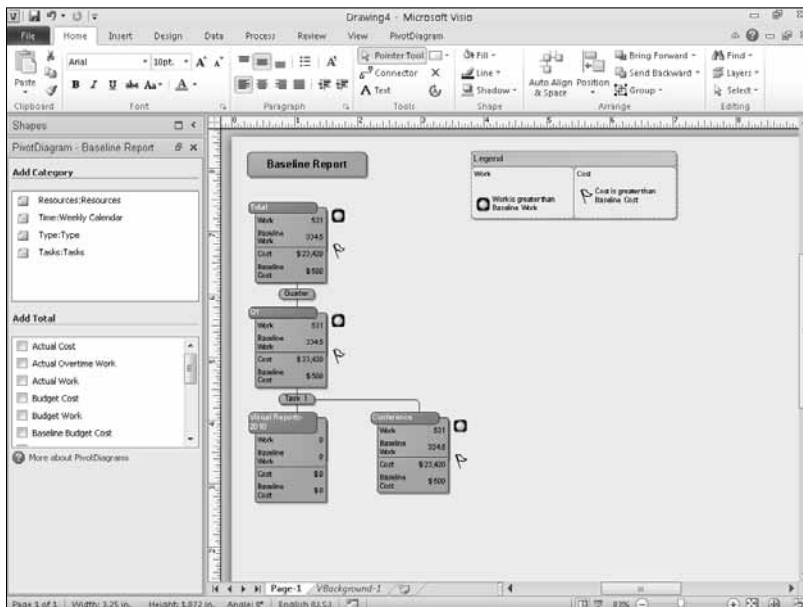 Drawing4 - Microsoft Visio
File Home Insert Design Data Process Review View PivotDiagram
Paste
Clipboard
Arial 10pt.
B I U abc Aa A
Font
Paragraph
Pointer Tool
Connector
A Text
Tools
Fill
Line
Shadow
Shape
Auto Align & Space
Position
Bring Forward
Send Backward
Group
Arrange
Find
Layers
Select
Editing
Shapes
PivotDiagram - Baseline Report
Add Category
Resources:Resources
Time:Weekly Calendar
Type:Type
Tasks:Tasks
Add Total
Actual Cost
Actual Overtime Work
Actual Work
Budget Cost
Budget Work
Baseline Budget Cost
More about PivotDiagrams
Baseline Report
Legend
Work
Work is greater than Baseline Work
Cost
Cost is greater than Baseline Cost
Total
Work 531
Baseline Work 334.5
Cost $23,420
Baseline Cost $500
Quarter
Q1
Work 531
Baseline Work 334.5
Cost $23,420
Baseline Cost $500
Task 1
Visual Reports-2010
Work 0
Baseline Work 0
Cost $0
Baseline Cost $0
Conference
Work 531
Baseline Work 334.5
Cost $23,420
Baseline Cost $500
Page-1 VBackground-1
Page 1 of 1 Width: 3.25 in. Height: 1.072 in. Angle: 0° English (U.S.) 83%